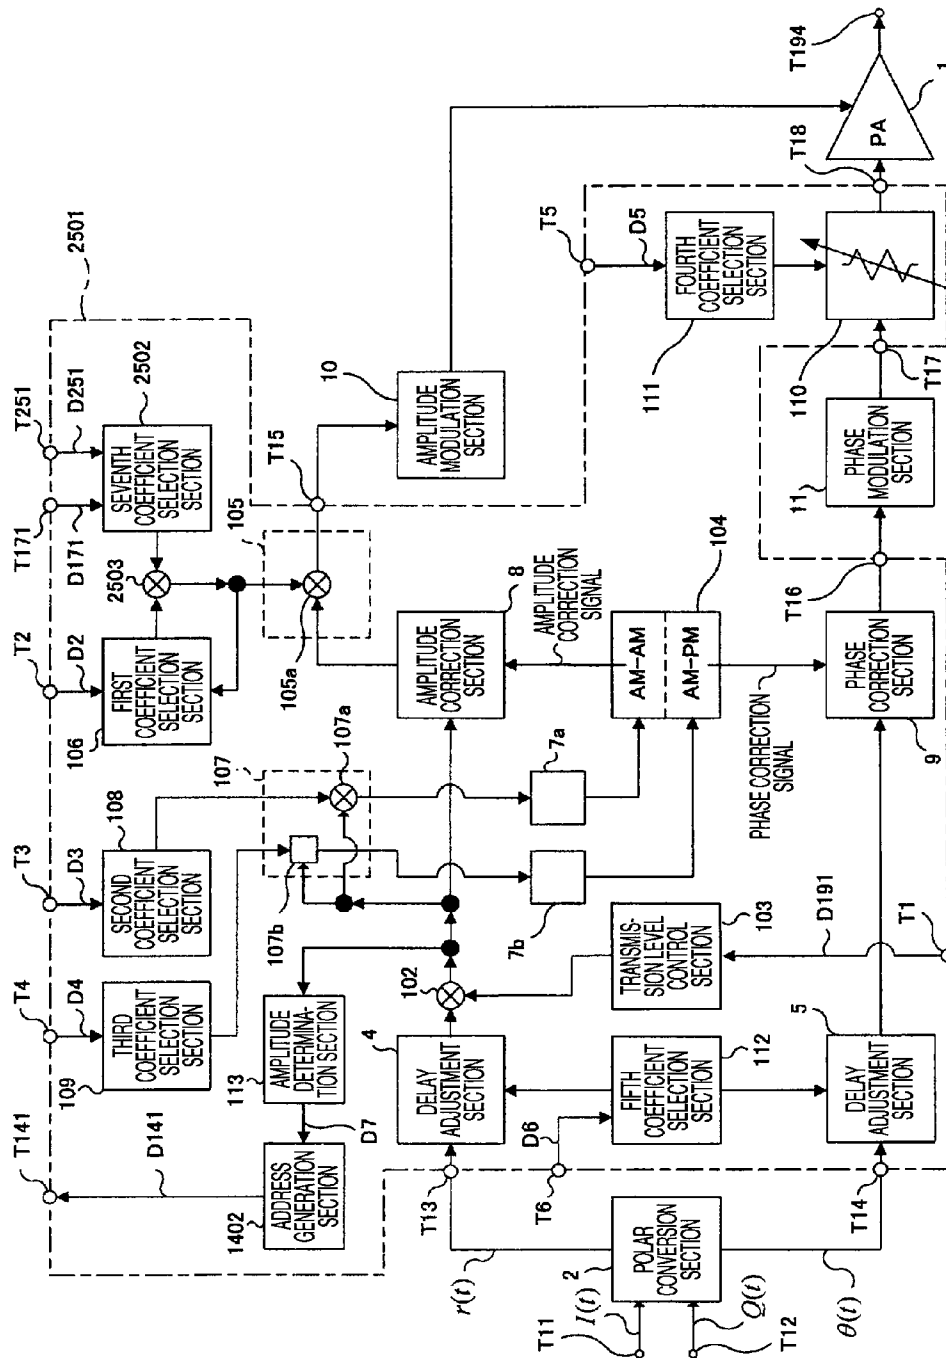 T141
D141
T4
D4
T3
D3
T2
D2
T171
D171
T251
D251
2501
1402
ADDRESS
GENERATION
SECTION
D7
113
AMPLITUDE
DETERMINA-
TION SECTION
109
THIRD
COEFFICIENT
SELECTION
SECTION
108
SECOND
COEFFICIENT
SELECTION
SECTION
106
FIRST
COEFFICIENT
SELECTION
SECTION
2503
2502
SEVENTH
COEFFICIENT
SELECTION
SECTION
107
107a
107b
105
105a
T15
10
AMPLITUDE
MODULATION
SECTION
T13
r(t)
4
DELAY
ADJUSTMENT
SECTION
102
8
AMPLITUDE
CORRECTION
SECTION
AMPLITUDE
CORRECTION
SIGNAL
7a
7b
104
AM-AM
AM-PM
T5
D5
111
FOURTH
COEFFICIENT
SELECTION
SECTION
T11
I(t)
T12
Q(t)
2
POLAR
CONVERSION
SECTION
T6
D6
112
FIFTH
COEFFICIENT
SELECTION
SECTION
103
TRANSMIS-
SION LEVEL
CONTROL
SECTION
D191
T1
PHASE CORRECTION
SIGNAL
θ(t)
T14
5
DELAY
ADJUSTMENT
SECTION
9
PHASE
CORRECTION
SECTION
T16
11
PHASE
MODULATION
SECTION
T17
110
T18
PA
1
T194